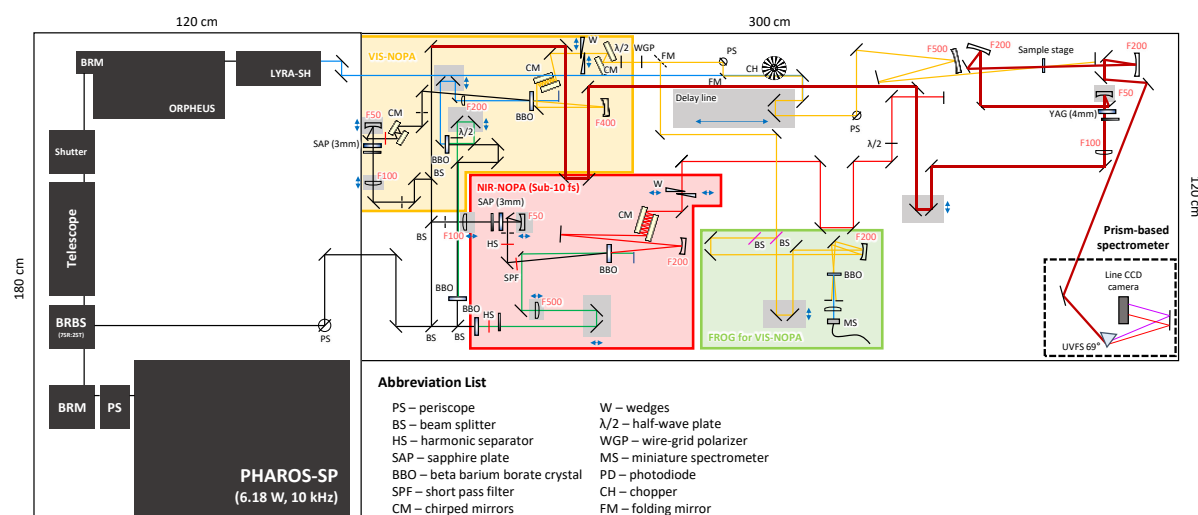 120 cm
300 cm
180 cm
120 cm
BRM
ORPHEUS
LYRA-SH
Shutter
Telescope
BRBS
(75R:25T)
BRM
PS
PHAROS-SP
(6.18 W, 10 kHz)
PS
VIS-NOPA
F50
CM
SAP (3mm)
F100
BS
F200
λ/2
BBO
CM
BBO
F400
W
λ/2
CM
WGP
FM
PS
FM
CH
Delay line
PS
λ/2
F500
F200
Sample stage
F200
F50
YAG (4mm)
F100
NIR-NOPA (Sub-10 fs)
SAP (3mm)
F50
F100
BS
HS
SPF
W
CM
F200
BBO
F500
BBO
BBO
HS
BS
BS
BS
BS
F200
BBO
MS
FROG for VIS-NOPA
Prism-based
spectrometer
Line CCD
camera
UVFS 69°
Abbreviation List
PS – periscope
BS – beam splitter
HS – harmonic separator
SAP – sapphire plate
BBO – beta barium borate crystal
SPF – short pass filter
CM – chirped mirrors
W – wedges
λ/2 – half-wave plate
WGP – wire-grid polarizer
MS – miniature spectrometer
PD – photodiode
CH – chopper
FM – folding mirror